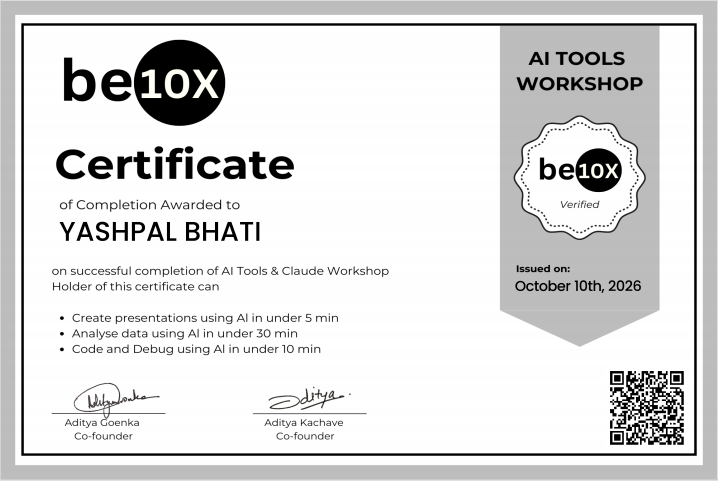 be10X
Certificate
of Completion Awarded to
YASHPAL BHATI
on successful completion of AI Tools & Claude Workshop
Holder of this certificate can
• Create presentations using AI in under 5 min
• Analyse data using AI in under 30 min
• Code and Debug using AI in under 10 min
Aditya Goenka
Co-founder
Aditya.
Aditya Kachave
Co-founder
AI TOOLS
WORKSHOP
be10X
Verified
Issued on:
October 10th, 2026